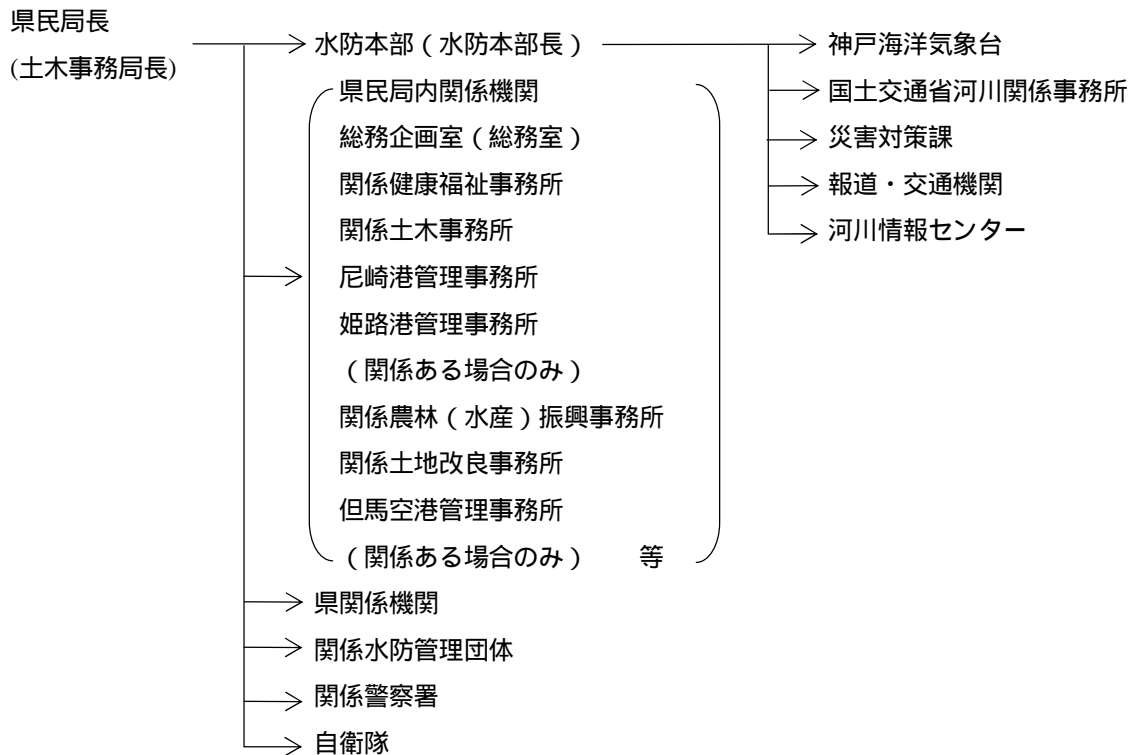 県民局長
(土木事務局長)
水防本部(水防本部長)
県民局内関係機関
総務企画室(総務室)
関係健康福祉事務所
関係土木事務所
尼崎港管理事務所
姫路港管理事務所
(関係ある場合のみ)
関係農林(水産)振興事務所
関係土地改良事務所
但馬空港管理事務所
(関係ある場合のみ) 等
県関係機関
関係水防管理団体
関係警察署
自衛隊
神戸海洋気象台
国土交通省河川関係事務所
災害対策課
報道・交通機関
河川情報センター